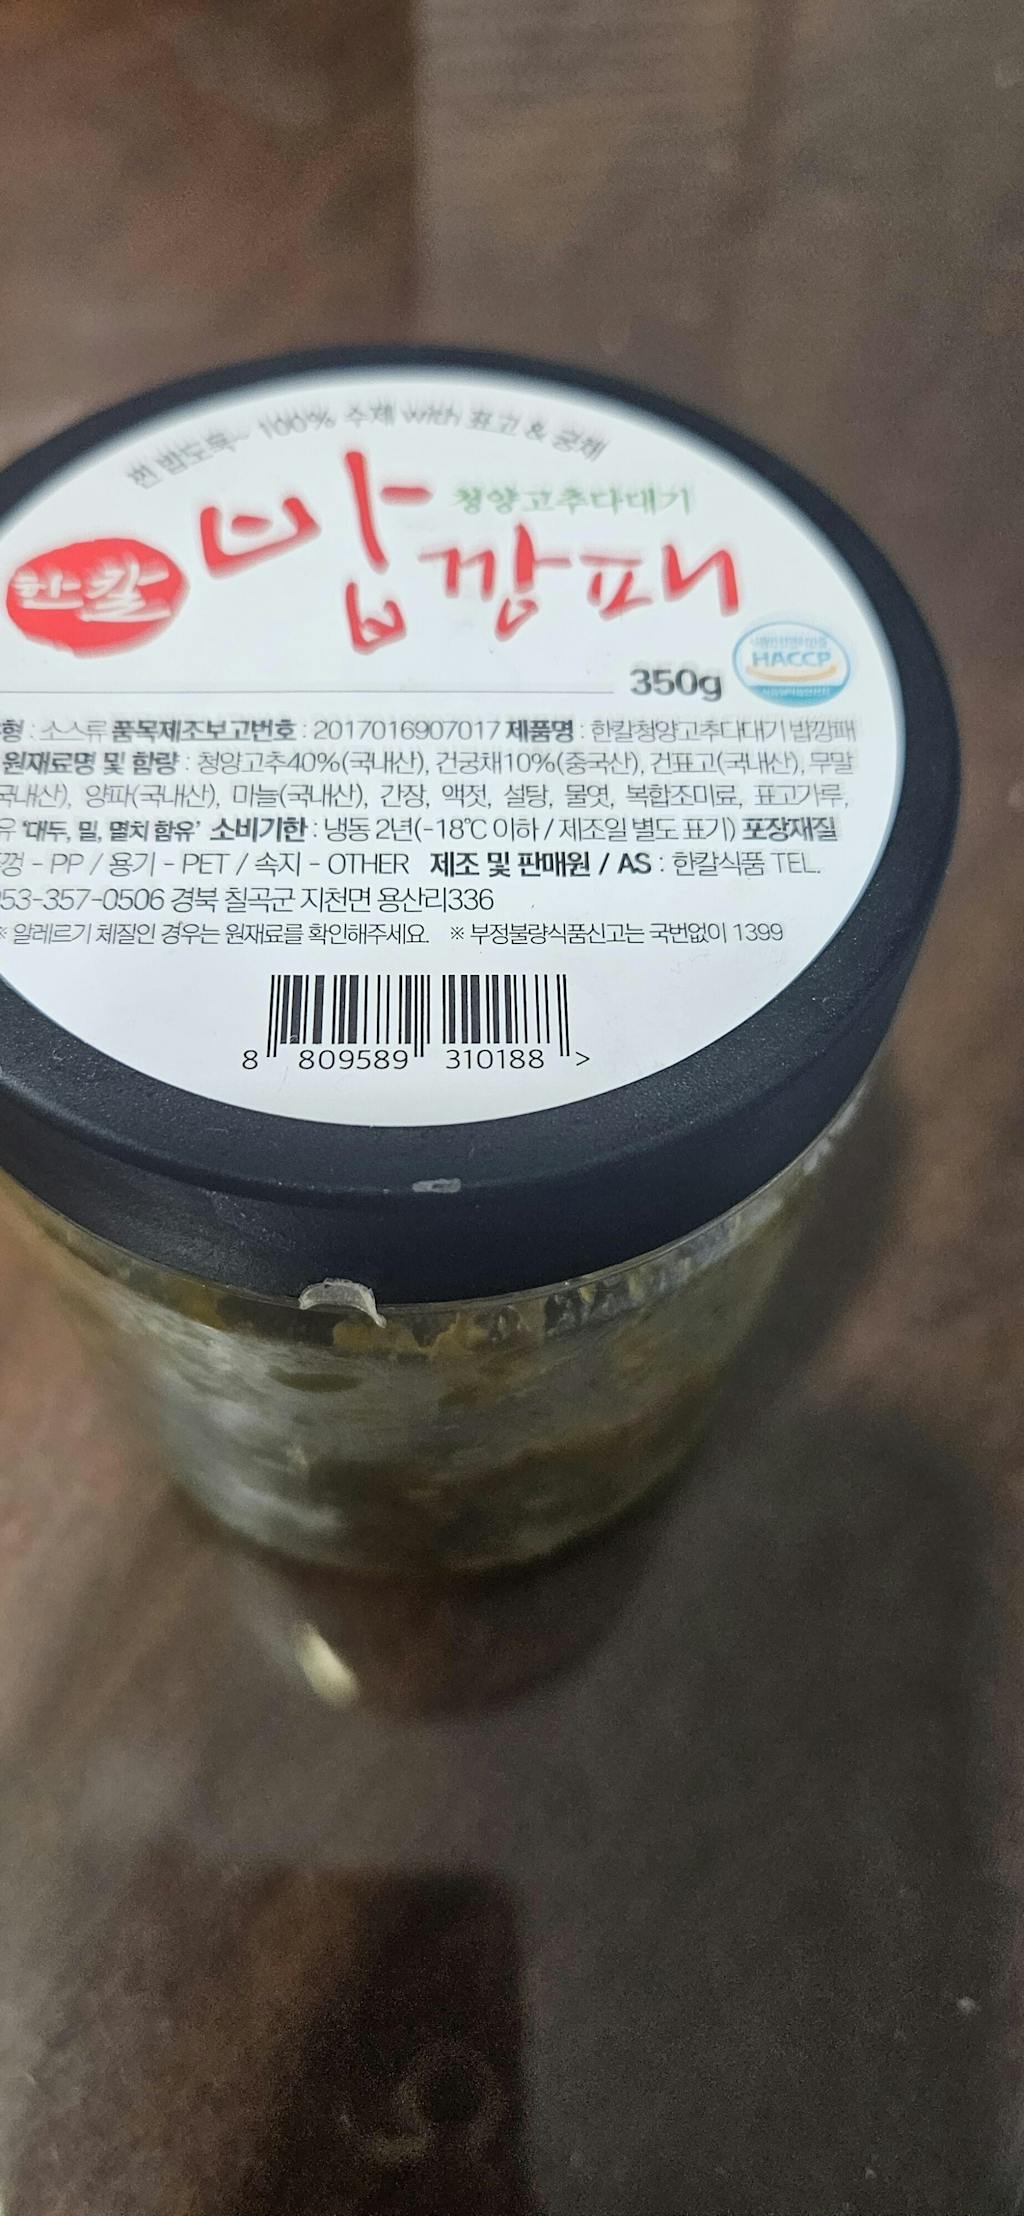 100% 수제 with 표고 & 궁채
청양고추다대기
한칼
밥깡패
HACCP
350g
형 : 소스류 품목제조보고번호 : 2017016907017 제품명 : 한칼청양고추다대기 밥깡패
원재료명 및 함량 : 청양고추40%(국내산), 건궁채10%(중국산), 건표고(국내산), 무말
국내산), 양파(국내산), 마늘(국내산), 간장, 액젓, 설탕, 물엿, 복합조미료, 표고가루,
유 '대두, 밀, 멸치 함유' 소비기한 : 냉동 2년(-18℃ 이하 / 제조일 별도 표기) 포장재질
껑 - PP / 용기 - PET / 속지 - OTHER 제조 및 판매원 / AS : 한칼식품 TEL.
53-357-0506 경북 칠곡군 지천면 용산리336
※ 알레르기 체질인 경우는 원재료를 확인해주세요. ※ 부정불량식품신고는 국번없이 1399
8 809589 310188 >